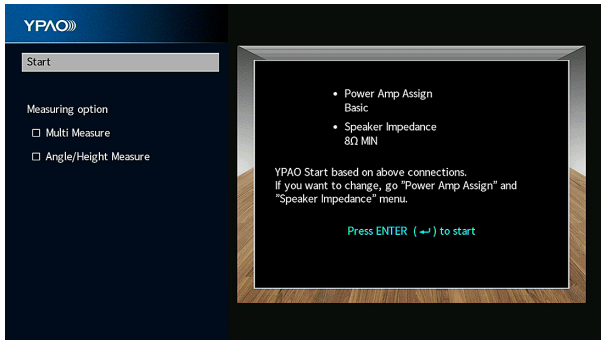 YPAO
Start
Measuring option
Multi Measure
Angle/Height Measure
• Power Amp Assign
Basic
• Speaker Impedance
8Ω MIN
YPAO Start based on above connections.
If you want to change, go "Power Amp Assign" and
"Speaker Impedance" menu.
Press ENTER (↵) to start